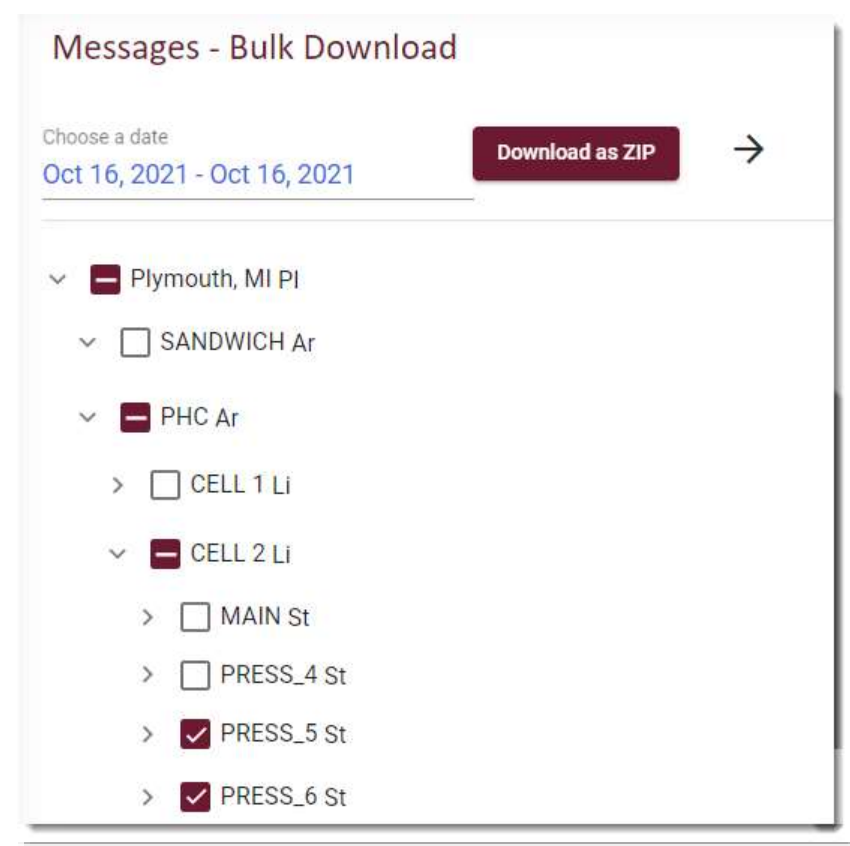 Messages - Bulk Download
Choose a date
Oct 16, 2021 - Oct 16, 2021
Download as ZIP
Plymouth, MI Pl
SANDWICH Ar
PHC Ar
CELL 1 Li
CELL 2 Li
MAIN St
PRESS_4 St
PRESS_5 St
PRESS_6 St